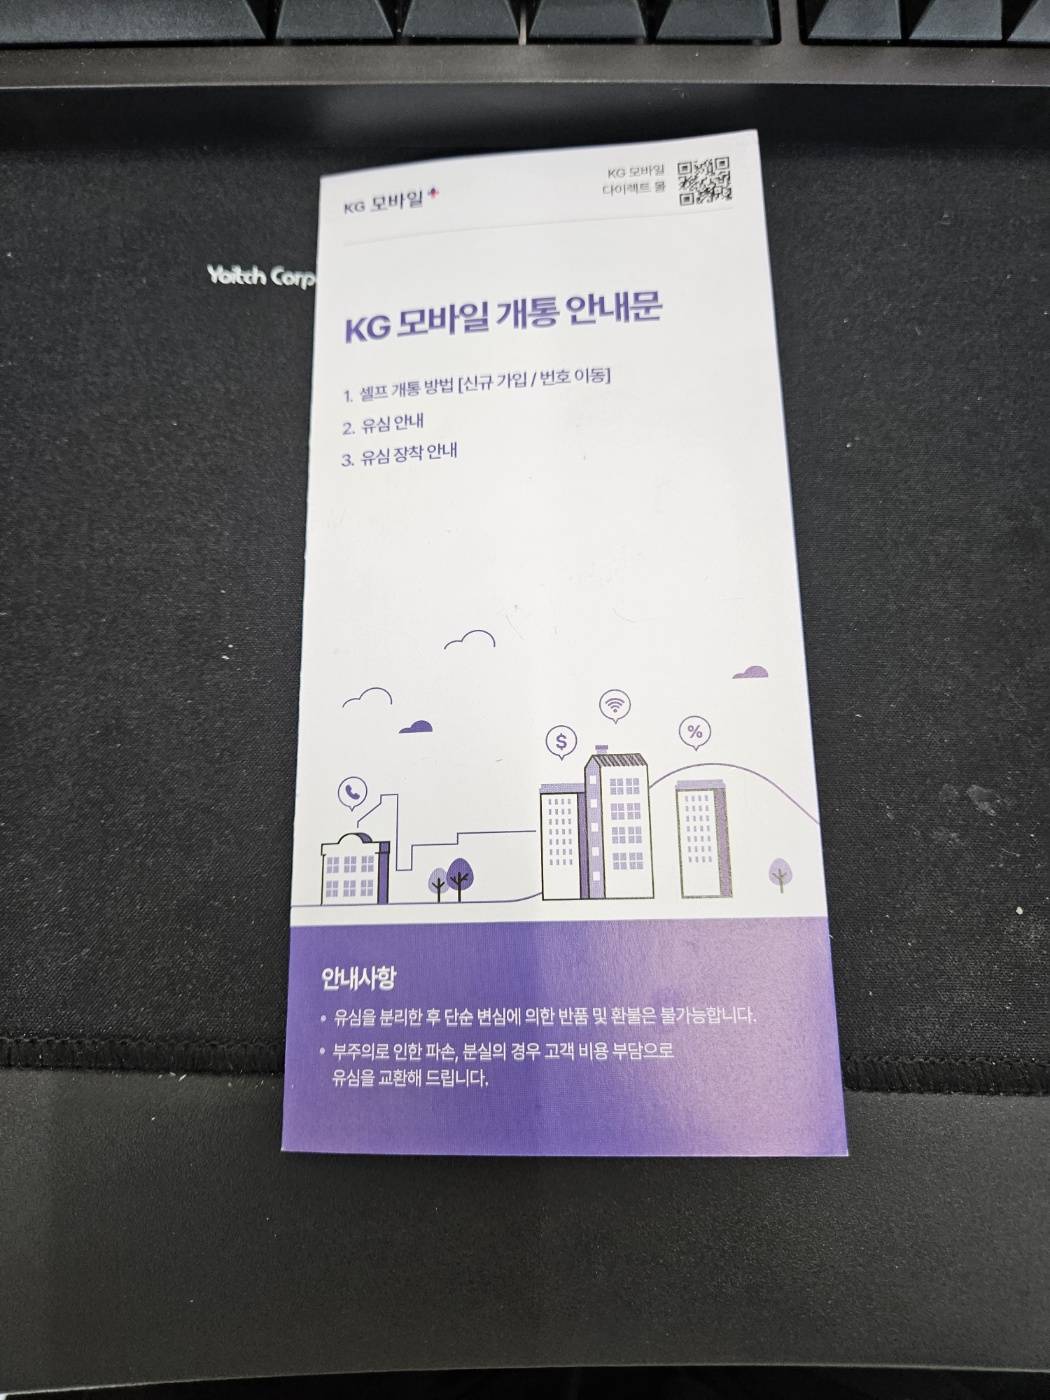 KG 모바일
KG 모바일
다이렉트 몰
Yoitch Corp
KG 모바일 개통 안내문
1. 셀프 개통 방법 [신규 가입 / 번호 이동]
2. 유심 안내
3. 유심 장착 안내
$
%
안내사항
• 유심을 분리한 후 단순 변심에 의한 반품 및 환불은 불가능합니다.
• 부주의로 인한 파손, 분실의 경우 고객 비용 부담으로
유심을 교환해 드립니다.